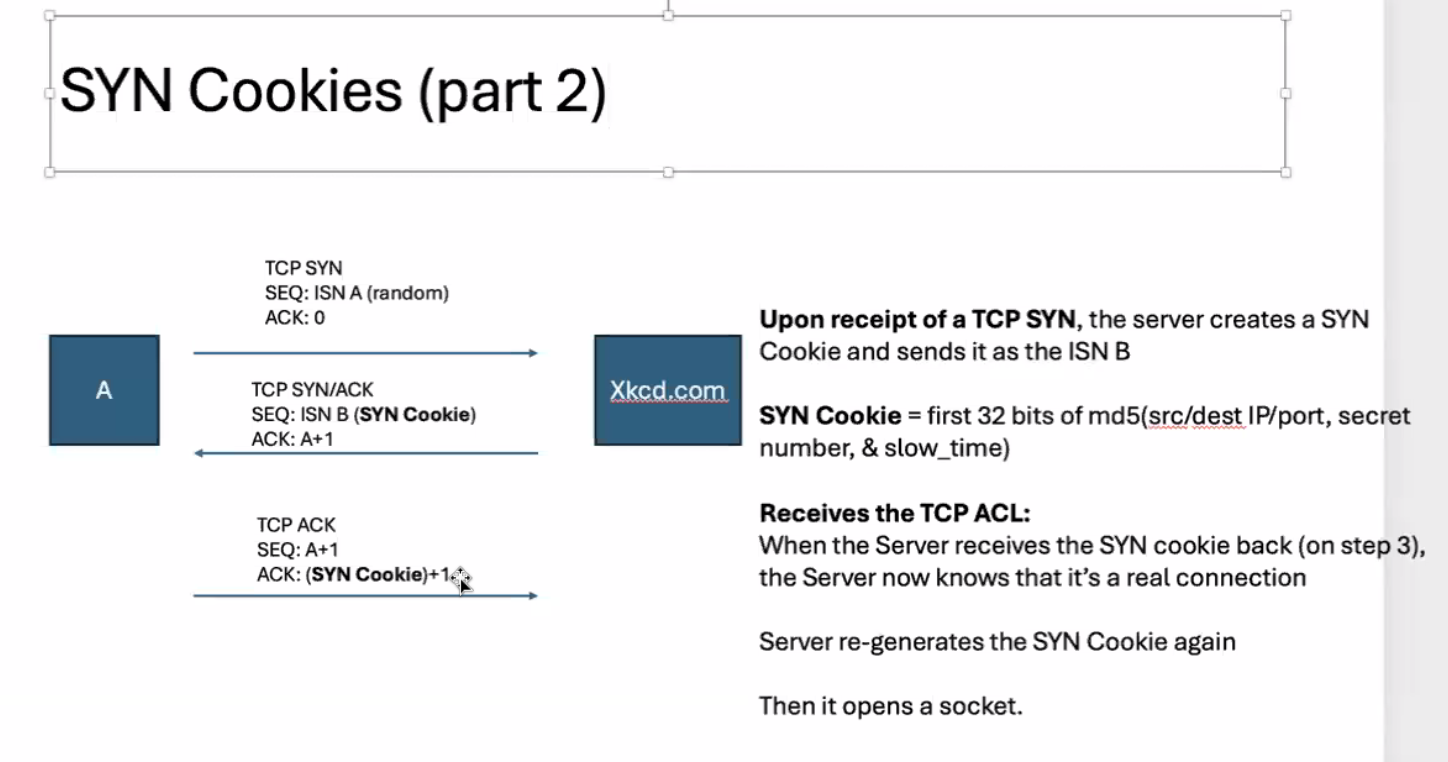 SYN Cookies (part 2)
TCP SYN
SEQ: ISN A (random)
ACK: 0
A
TCP SYN/ACK
SEQ: ISN B (SYN Cookie)
ACK: A+1
Xkcd.com
TCP ACK
SEQ: A+1
ACK: (SYN Cookie)+1
Upon receipt of a TCP SYN, the server creates a SYN
Cookie and sends it as the ISN B
SYN Cookie = first 32 bits of md5(src/dest IP/port, secret
number, & slow_time)
Receives the TCP ACL:
When the Server receives the SYN cookie back (on step 3),
the Server now knows that it's a real connection
Server re-generates the SYN Cookie again
Then it opens a socket.